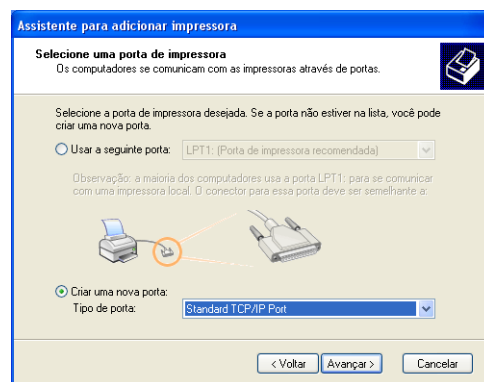 Assistente para adicionar impressora
Selecione uma porta de impressora
Os computadores se comunicam com as impressoras através de portas.
Selecione a porta de impressora desejada. Se a porta não estiver na lista, você pode
criar uma nova porta.
Usar a seguinte porta: LPT1: (Porta de impressora recomendada)
Observação: a maioria dos computadores usa a porta LPT1: para se comunicar
com uma impressora local. O conector para essa porta deve ser semelhante a:
Criar uma nova porta:
Tipo de porta: Standard TCP/IP Port
< Voltar Avançar > Cancelar